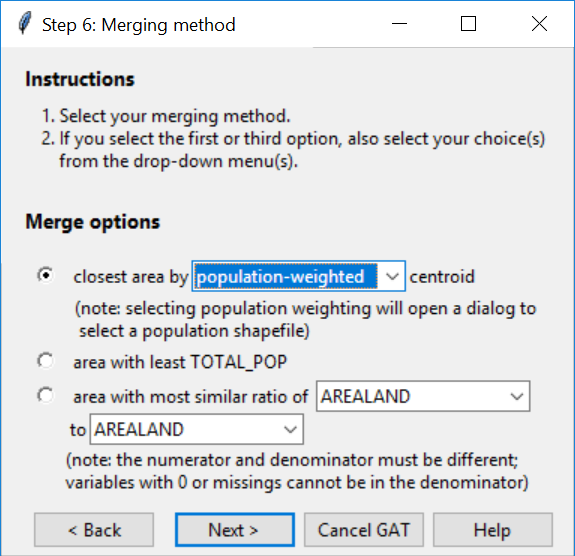 Step 6: Merging method
Instructions
1. Select your merging method.
2. If you select the first or third option, also select your choice(s)
from the drop-down menu(s).
Merge options
closest area by population-weighted centroid
(note: selecting population weighting will open a dialog to
select a population shapefile)
area with least TOTAL_POP
area with most similar ratio of AREALAND
to AREALAND
(note: the numerator and denominator must be different;
variables with 0 or missings cannot be in the denominator)
< Back Next > Cancel GAT Help